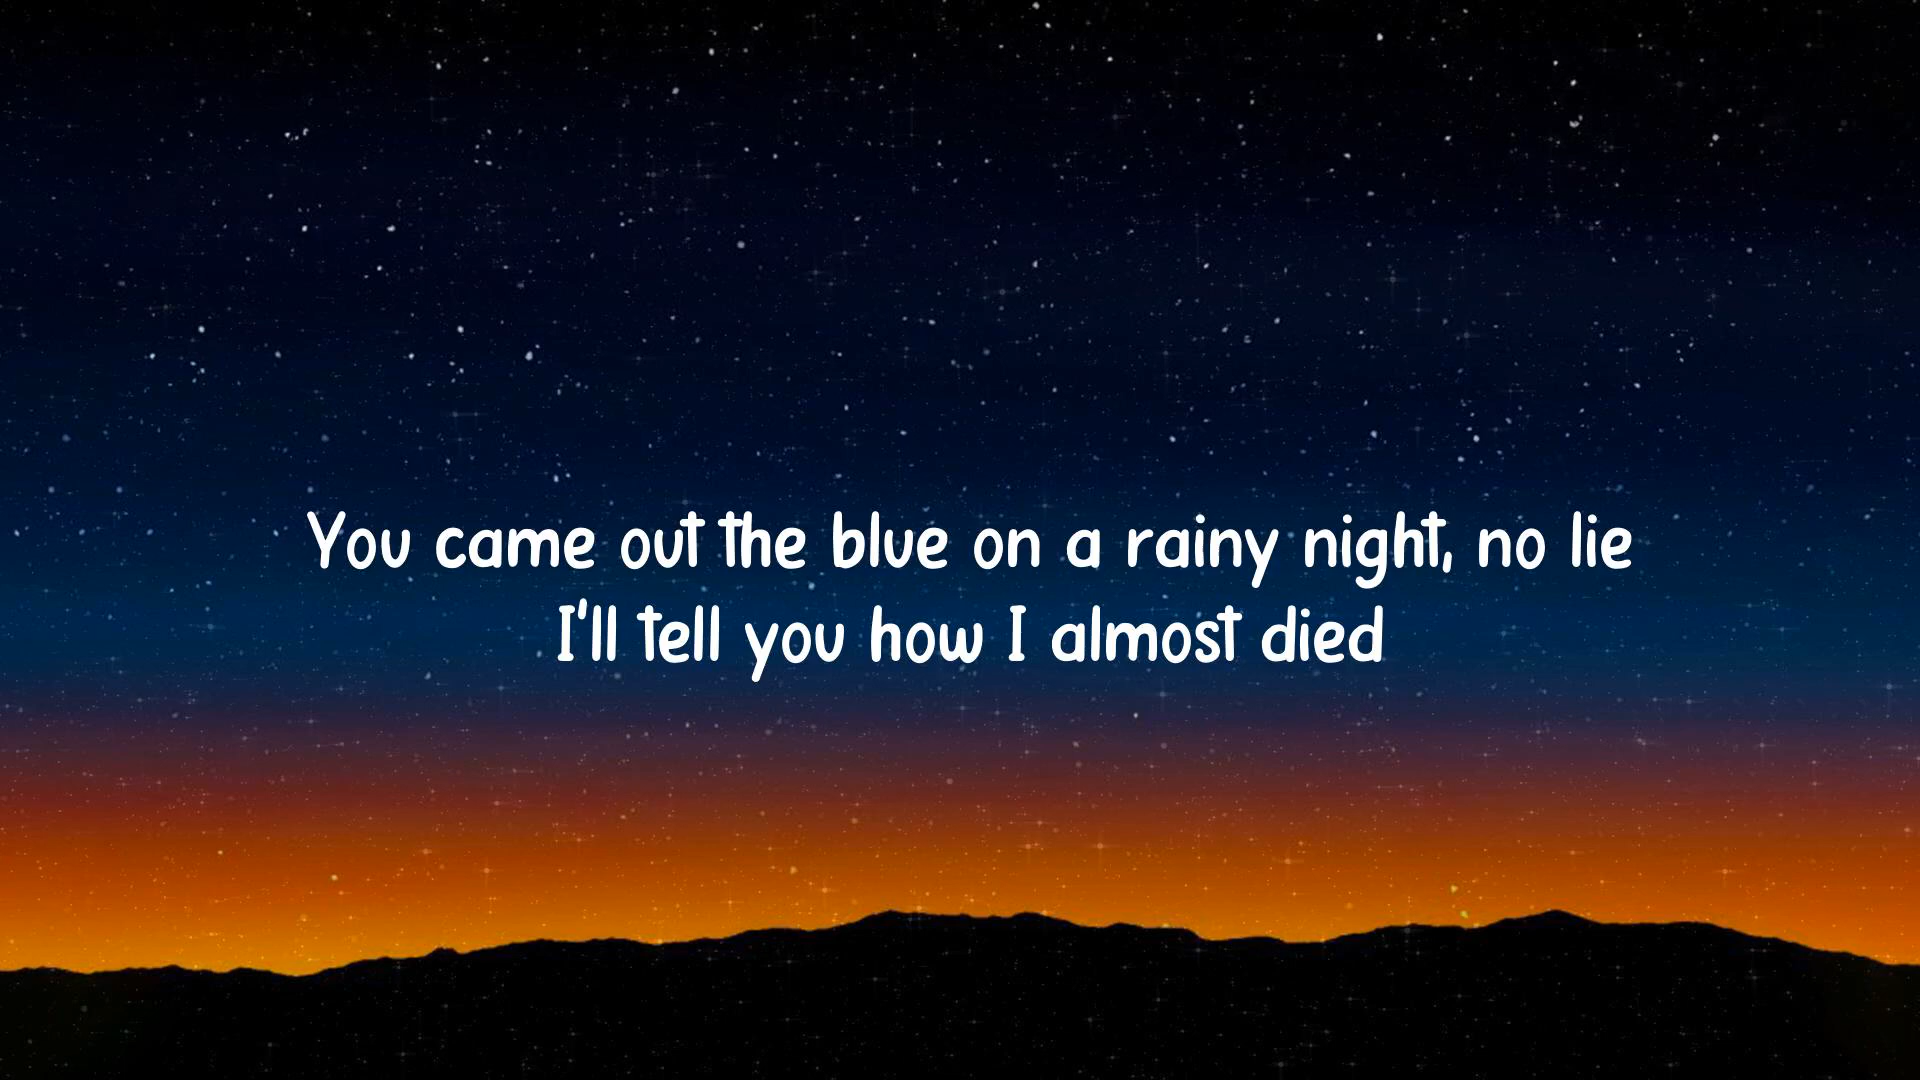 You came out the blue on a rainy night, no lie
I'll tell you how I almost died